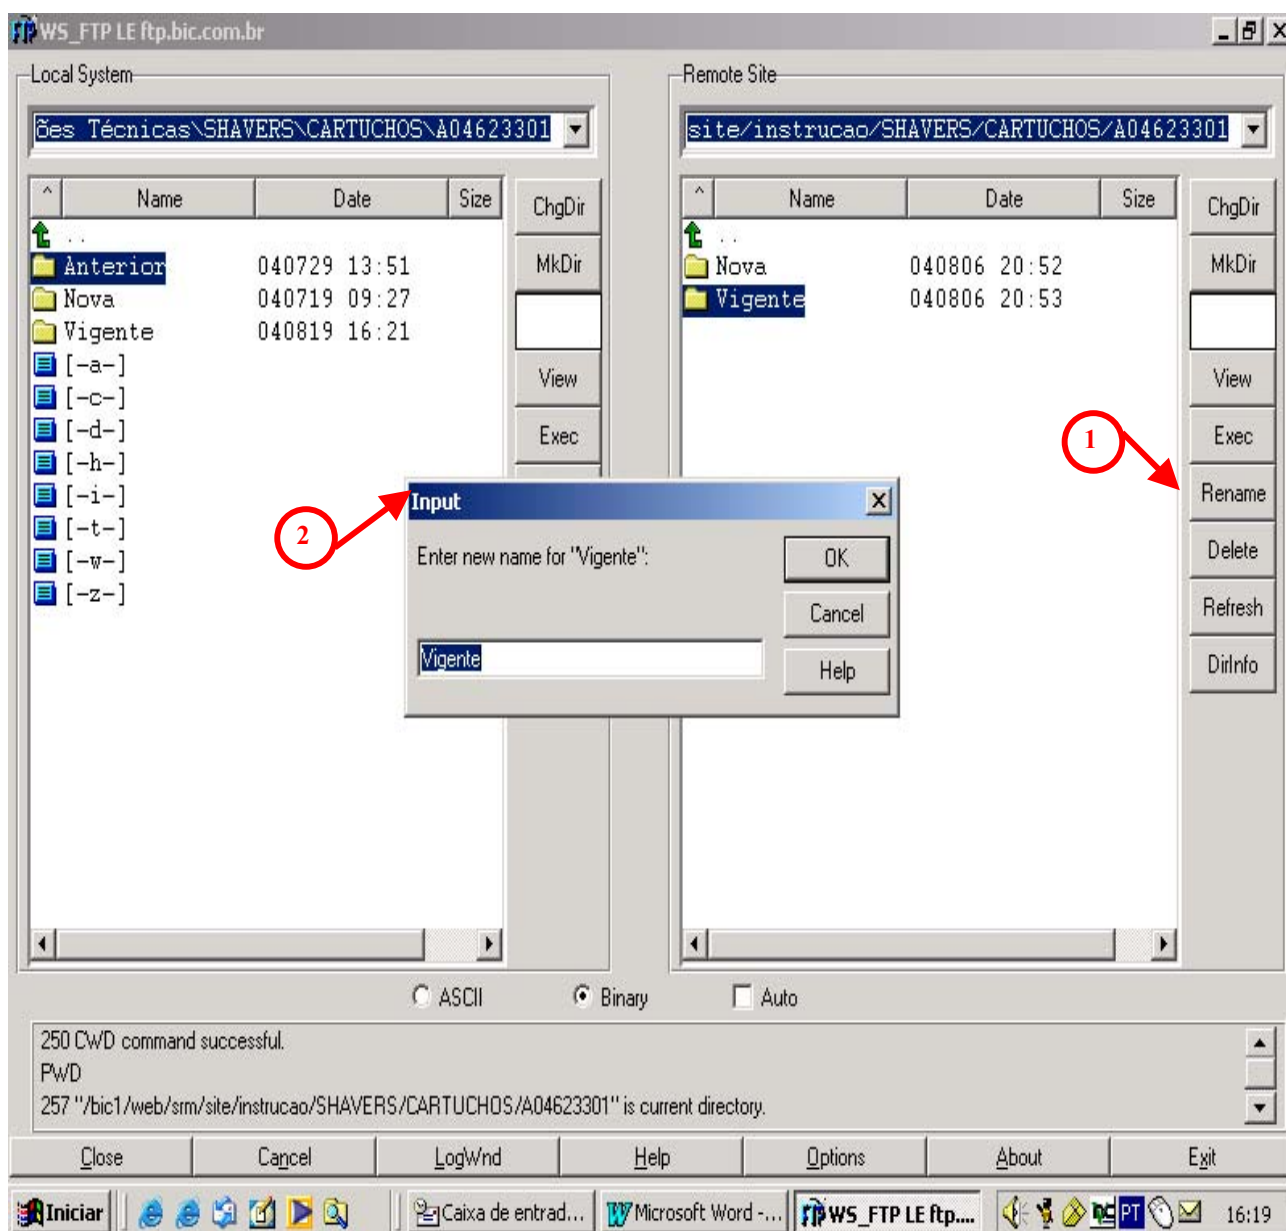 WS_FTP LE ftp.bic.com.br
Local System
ões Técnicas\SHAVERS\CARTUCHOS\A04623301
^ Name Date Size
..
Anterior 040729 13:51
Nova 040719 09:27
Vigente 040819 16:21
[-a-]
[-c-]
[-d-]
[-h-]
[-i-]
[-t-]
[-w-]
[-z-]
ChgDir
MkDir
View
Exec
Remote Site
site/instrucao/SHAVERS/CARTUCHOS/A04623301
^ Name Date Size
..
Nova 040806 20:52
Vigente 040806 20:53
ChgDir
MkDir
View
Exec
Rename
Delete
Refresh
DirInfo
1
2
Input
Enter new name for "Vigente":
Vigente
OK
Cancel
Help
ASCII Binary Auto
250 CWD command successful.
PWD
257 "/bic1/web/srm/site/instrucao/SHAVERS/CARTUCHOS/A04623301" is current directory.
Close Cancel LogWnd Help Options About Exit
Iniciar Caixa de entrad... Microsoft Word -... WS_FTP LE ftp.... PT 16:19